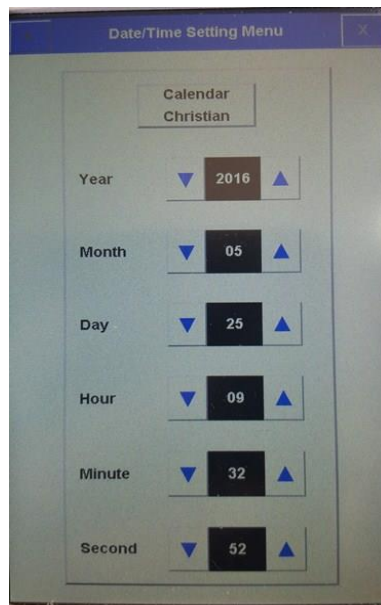 Date/Time Setting Menu X
Calendar
Christian
Year 2016
Month 05
Day 25
Hour 09
Minute 32
Second 52